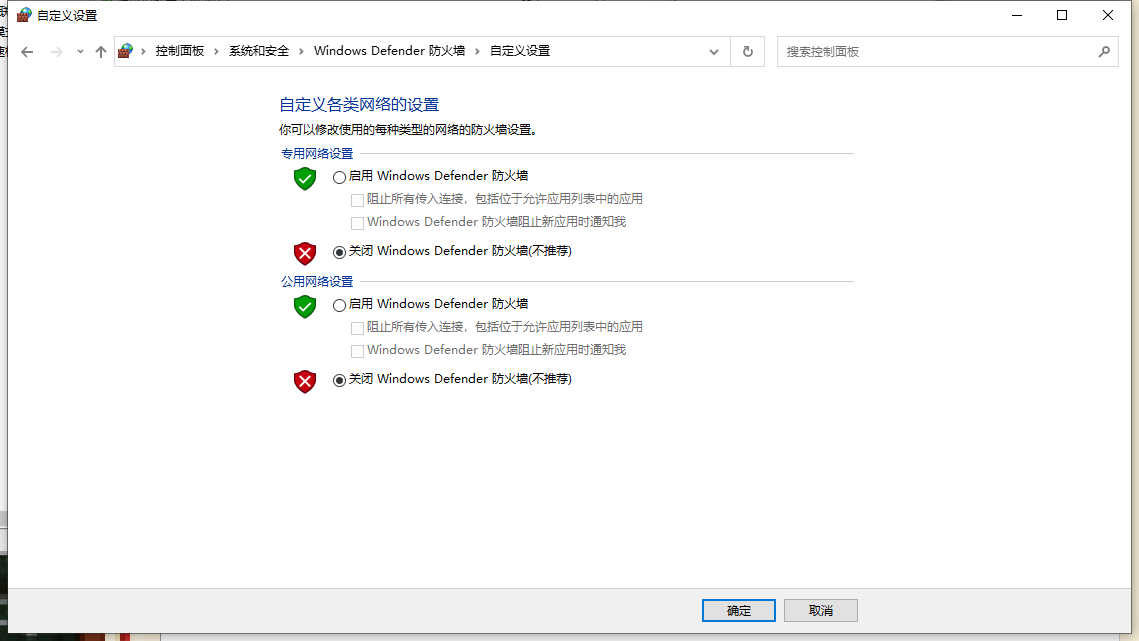 自定义设置
控制面板 系统和安全 Windows Defender 防火墙 自定义设置
搜索控制面板
自定义各类网络的设置
你可以修改使用的每种类型的网络的防火墙设置。
专用网络设置
启用 Windows Defender 防火墙
阻止所有传入连接，包括位于允许应用列表中的应用
Windows Defender 防火墙阻止新应用时通知我
关闭 Windows Defender 防火墙(不推荐)
公用网络设置
启用 Windows Defender 防火墙
阻止所有传入连接，包括位于允许应用列表中的应用
Windows Defender 防火墙阻止新应用时通知我
关闭 Windows Defender 防火墙(不推荐)
确定
取消